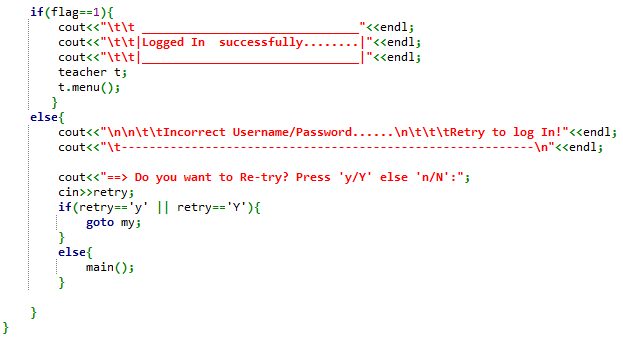 if(flag==1){
cout<<"\t\t _______________________________"<<endl;
cout<<"\t\t|Logged In  successfully........|"<<endl;
cout<<"\t\t|_______________________________|"<<endl;
teacher t;
t.menu();
}
else{
cout<<"\n\n\t\tIncorrect Username/Password......\n\t\t\tRetry to log In!"<<endl;
cout<<"\t-----------------------------------------------------------\n"<<endl;
cout<<"==> Do you want to Re-try? Press 'y/Y' else 'n/N':";
cin>>retry;
if(retry=='y' || retry=='Y'){
goto my;
}
else{
main();
}
}
}